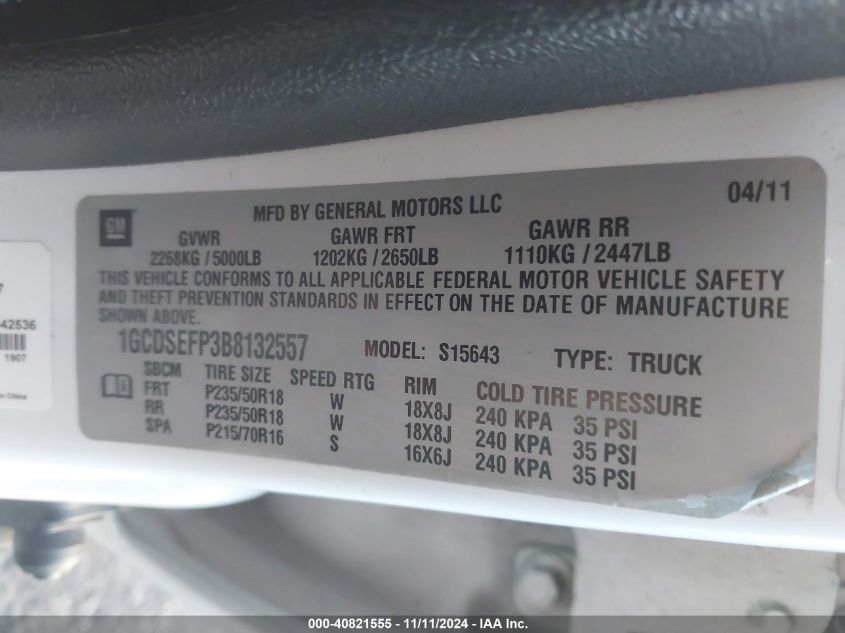 04/11
MFD BY GENERAL MOTORS LLC
GM
GVWR GAWR FRT GAWR RR
2268KG / 5000LB 1202KG / 2650LB 1110KG / 2447LB
THIS VEHICLE CONFORMS TO ALL APPLICABLE FEDERAL MOTOR VEHICLE SAFETY
AND THEFT PREVENTION STANDARDS IN EFFECT ON THE DATE OF MANUFACTURE
SHOWN ABOVE.
1GCDSEFP3B8132557 MODEL: S15643 TYPE: TRUCK
SBCM TIRE SIZE SPEED RTG RIM COLD TIRE PRESSURE
FRT P235/50R18 W 18X8J 240 KPA 35 PSI
RR P235/50R18 W 18X8J 240 KPA 35 PSI
SPA P215/70R16 S 16X6J 240 KPA 35 PSI
7
42536
1907
China
000-40821555 - 11/11/2024 - IAA Inc.